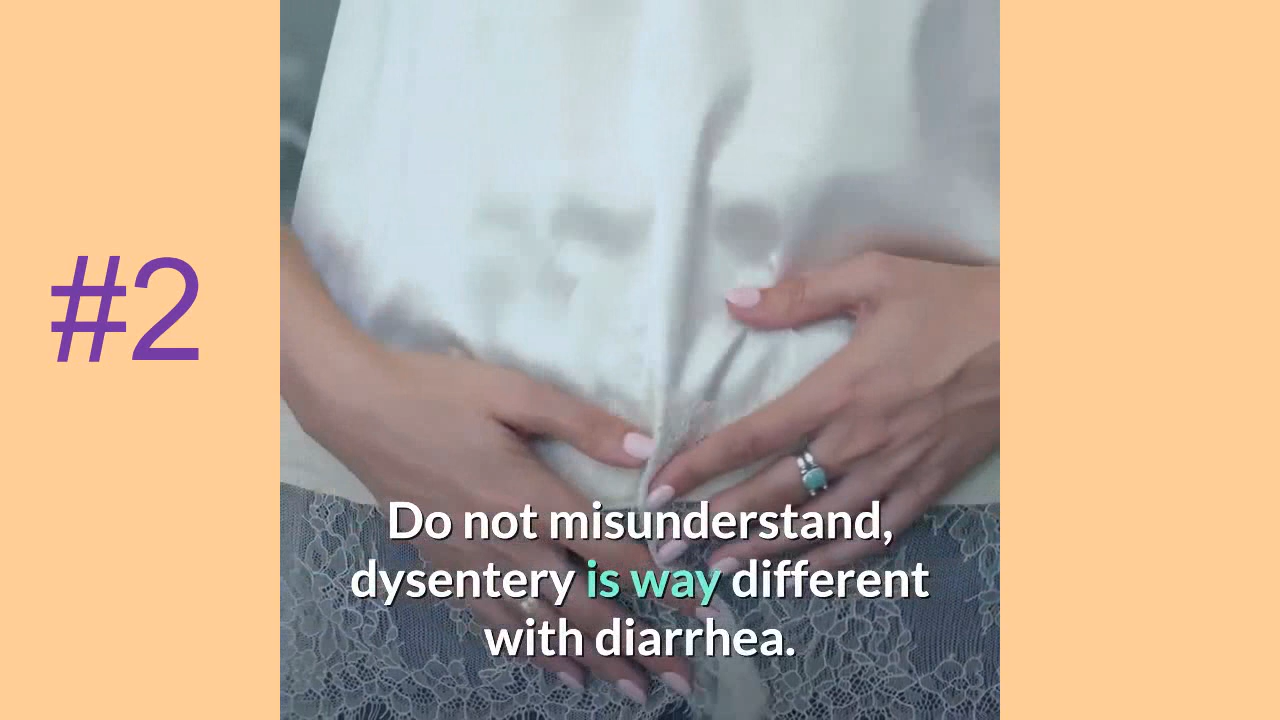 #2
Do not misunderstand,
dysentery is way different
with diarrhea.